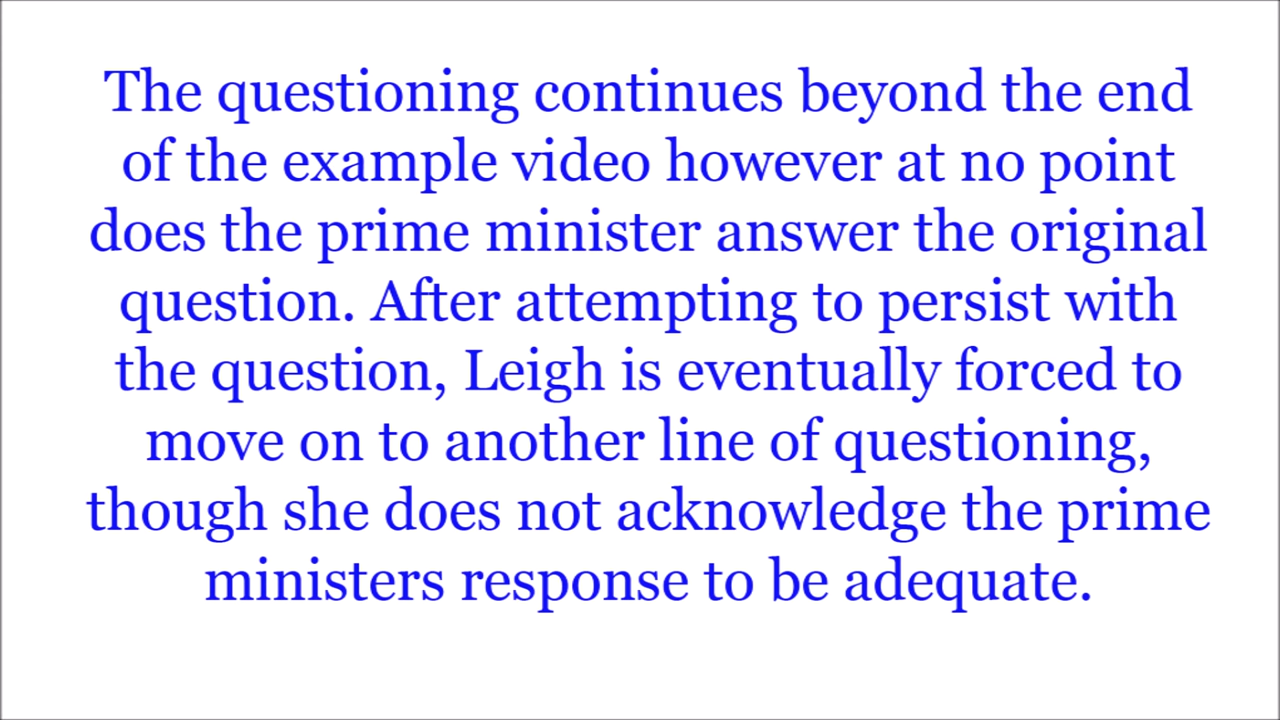 The questioning continues beyond the end
of the example video however at no point
does the prime minister answer the original
question. After attempting to persist with
the question, Leigh is eventually forced to
move on to another line of questioning,
though she does not acknowledge the prime
ministers response to be adequate.